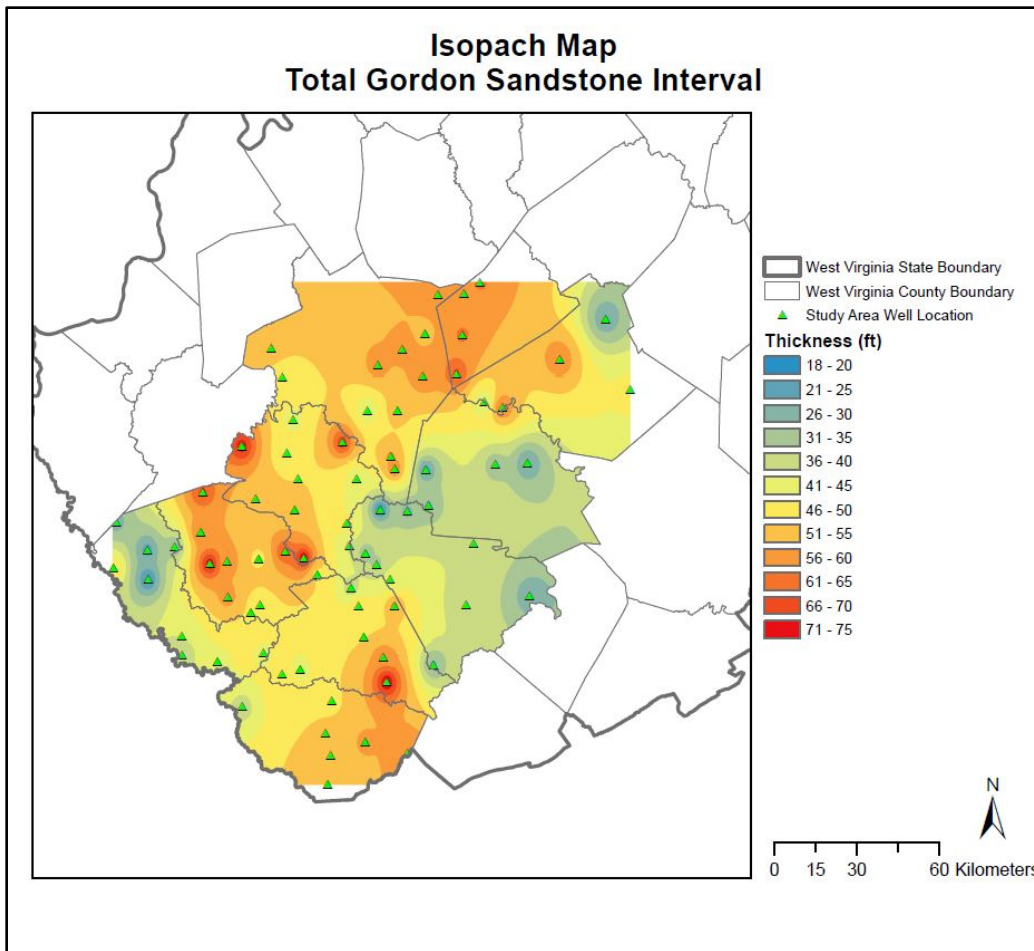 Isopach Map
Total Gordon Sandstone Interval
West Virginia State Boundary
West Virginia County Boundary
Study Area Well Location
Thickness (ft)
18 - 20
21 - 25
26 - 30
31 - 35
36 - 40
41 - 45
46 - 50
51 - 55
56 - 60
61 - 65
66 - 70
71 - 75
N
0 15 30 60 Kilometers